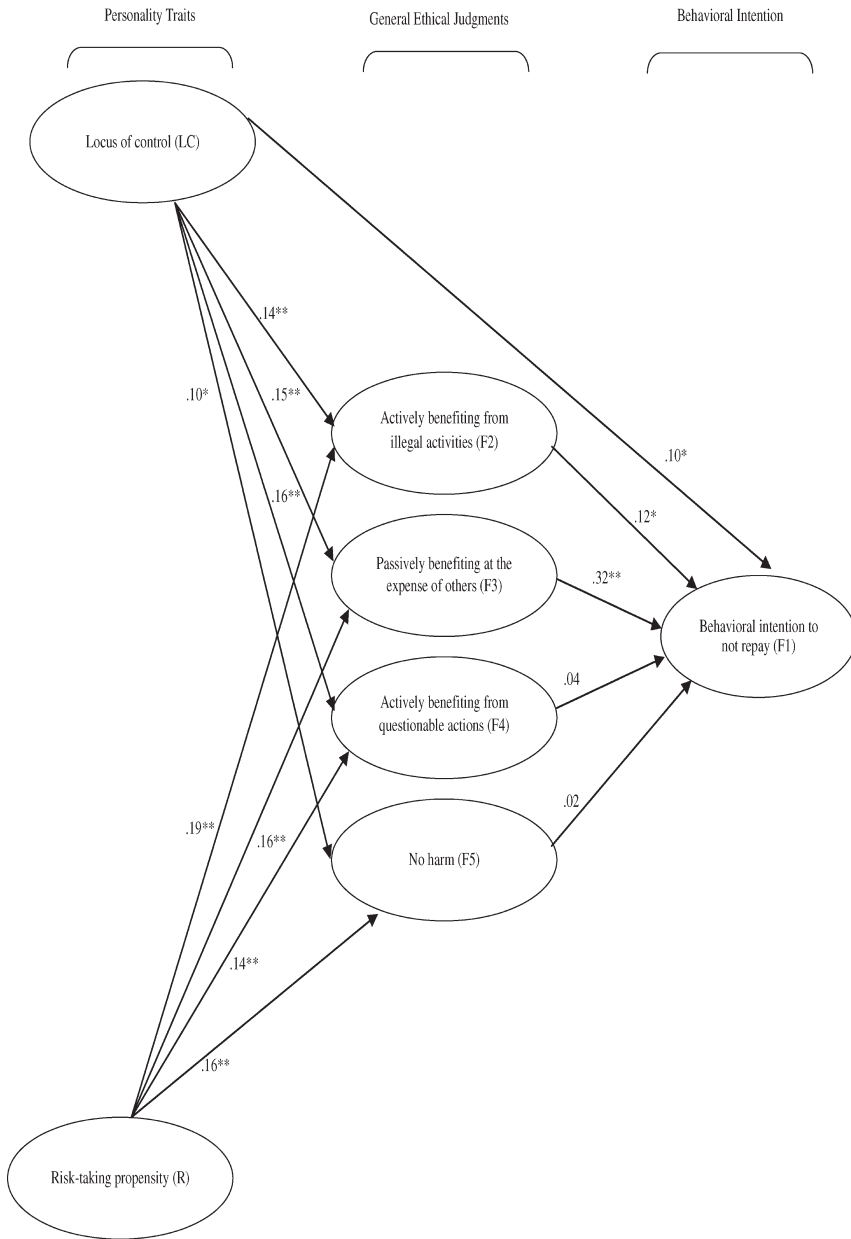 Personality Traits
General Ethical Judgments
Behavioral Intention
Locus of control (LC)
.14**
.10*
.15**
Actively benefiting from
illegal activities (F2)
.10*
.16**
.12*
Passively benefiting at the
expense of others (F3)
.32**
Behavioral intention to
not repay (F1)
.04
Actively benefiting from
questionable actions (F4)
.02
.19**
.16**
No harm (F5)
.14**
.16**
Risk-taking propensity (R)